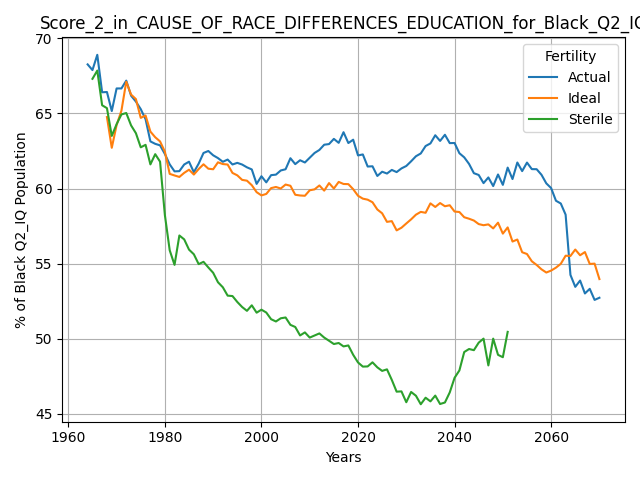 Score_2_in_CAUSE_OF_RACE_DIFFERENCES_EDUCATION_for_Black_Q2_IQ
Fertility
Actual
Ideal
Sterile
% of Black Q2_IQ Population
70
65
60
55
50
45
1960
1980
2000
2020
2040
2060
Years